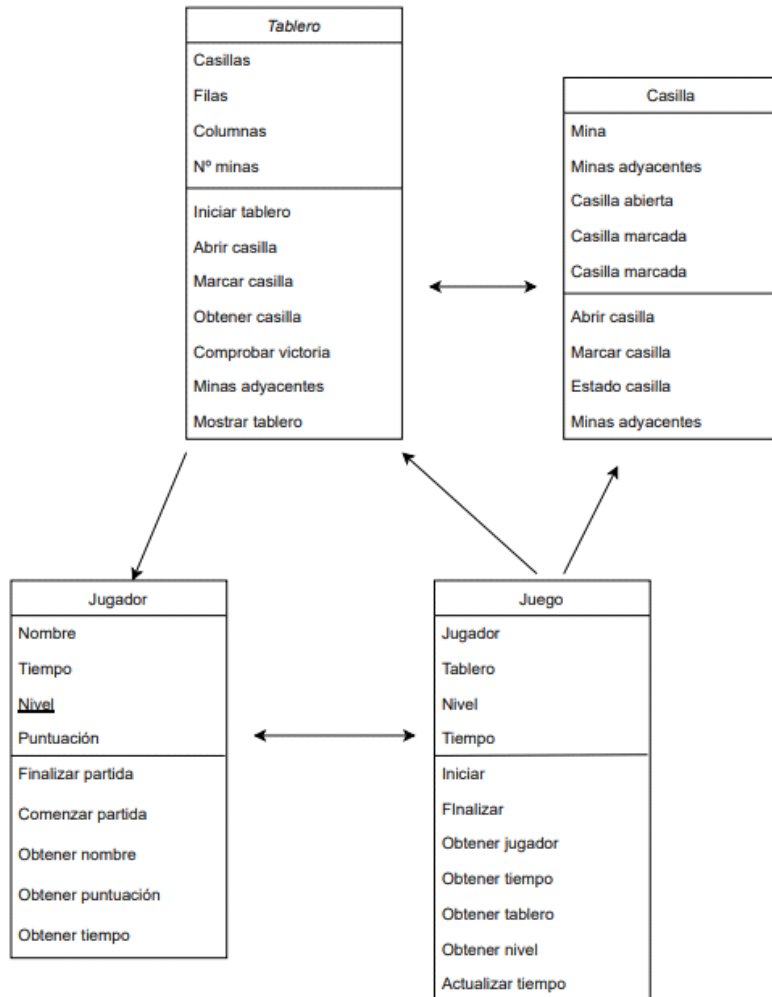 Tablero
Casillas
Filas
Columnas
Nº minas
Iniciar tablero
Abrir casilla
Marcar casilla
Obtener casilla
Comprobar victoria
Minas adyacentes
Mostrar tablero
Casilla
Mina
Minas adyacentes
Casilla abierta
Casilla marcada
Casilla marcada
Abrir casilla
Marcar casilla
Estado casilla
Minas adyacentes
Jugador
Nombre
Tiempo
Nivel
Puntuación
Finalizar partida
Comenzar partida
Obtener nombre
Obtener puntuación
Obtener tiempo
Juego
Jugador
Tablero
Nivel
Tiempo
Iniciar
FInalizar
Obtener jugador
Obtener tiempo
Obtener tablero
Obtener nivel
Actualizar tiempo